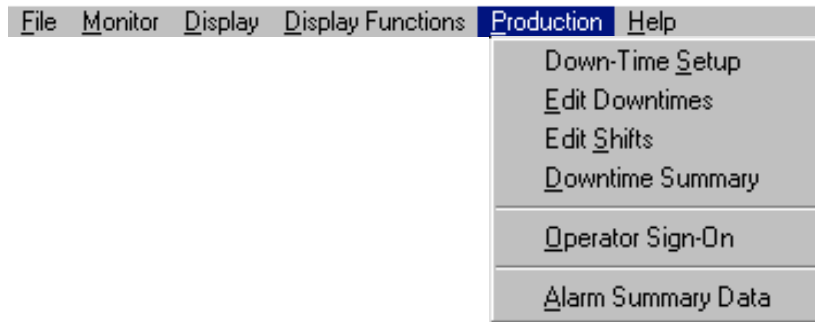 File Monitor Display Display Functions Production Help
Down-Time Setup
Edit Downtimes
Edit Shifts
Downtime Summary
Operator Sign-On
Alarm Summary Data